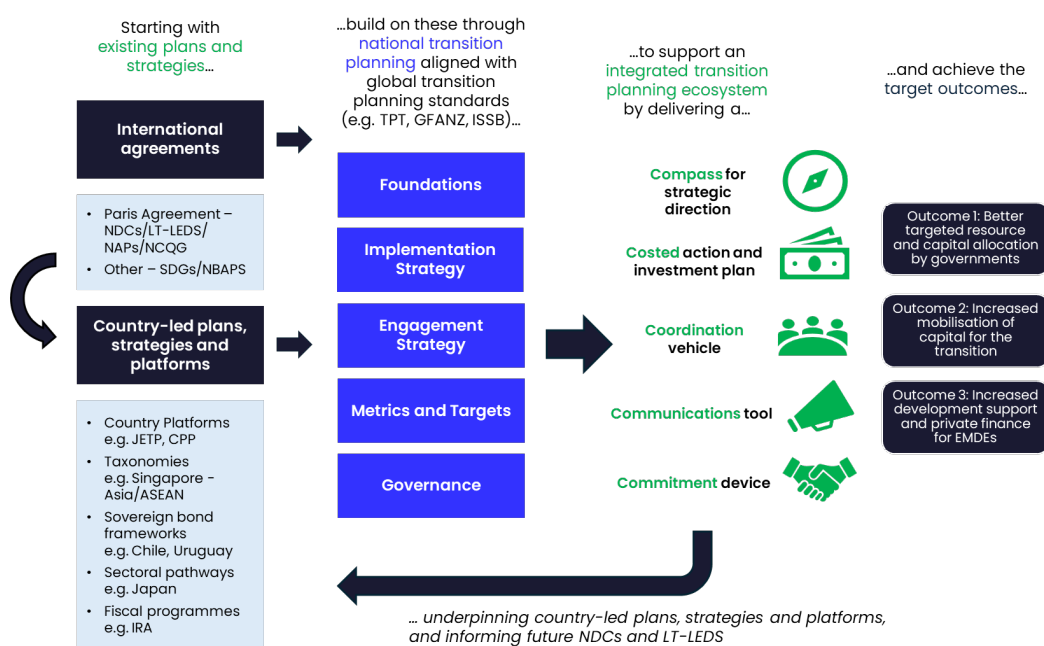 Starting with
existing plans and
strategies...
...build on these through
national transition
planning aligned with
global transition
planning standards
(e.g. TPT, GFANZ, ISSB)...
...to support an
integrated transition
planning ecosystem
by delivering a...
...and achieve the
target outcomes...
International
agreements
• Paris Agreement –
NDCs/LT-LEDS/
NAPs/NCQG
• Other – SDGs/NBAPS
Country-led plans,
strategies and
platforms
• Country Platforms
e.g. JETP, CPP
• Taxonomies
e.g. Singapore -
Asia/ASEAN
• Sovereign bond
frameworks
e.g. Chile, Uruguay
• Sectoral pathways
e.g. Japan
• Fiscal programmes
e.g. IRA
Foundations
Implementation
Strategy
Engagement
Strategy
Metrics and Targets
Governance
Compass for
strategic
direction
Costed action and
investment plan
Coordination
vehicle
Communications tool
Commitment device
Outcome 1: Better
targeted resource
and capital allocation
by governments
Outcome 2: Increased
mobilisation of
capital for the
transition
Outcome 3: Increased
development support
and private finance
for EMDEs
... underpinning country-led plans, strategies and platforms,
and informing future NDCs and LT-LEDS